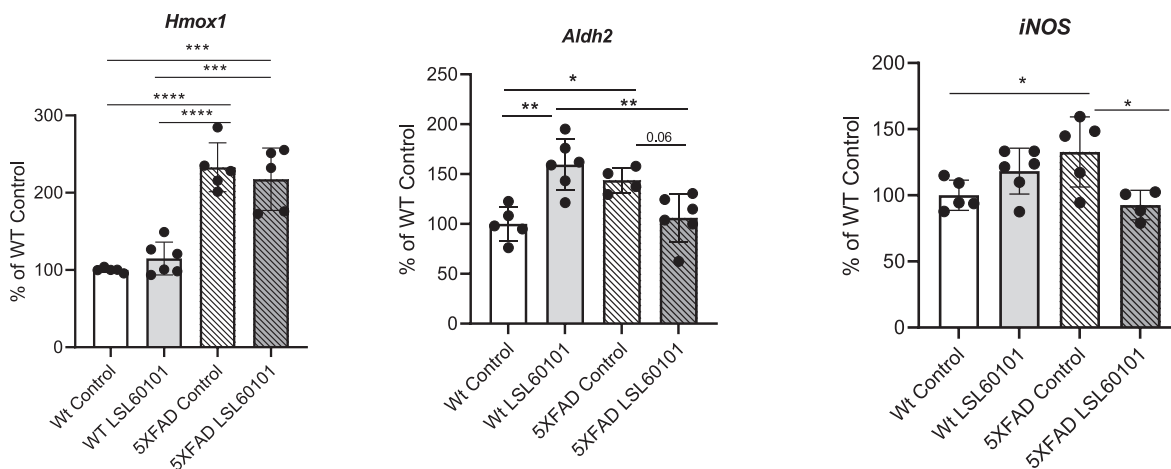 Hmox1
***
***
****
****
% of WT Control
300
200
100
0
Wt Control
WT LSL60101
5XFAD Control
5XFAD LSL60101
Aldh2
*
**
**
0.06
% of WT Control
250
200
150
100
50
0
Wt Control
Wt LSL60101
5XFAD Control
5XFAD LSL60101
iNOS
*
*
% of WT Control
200
150
100
50
0
Wt Control
Wt LSL60101
5XFAD Control
5XFAD LSL60101